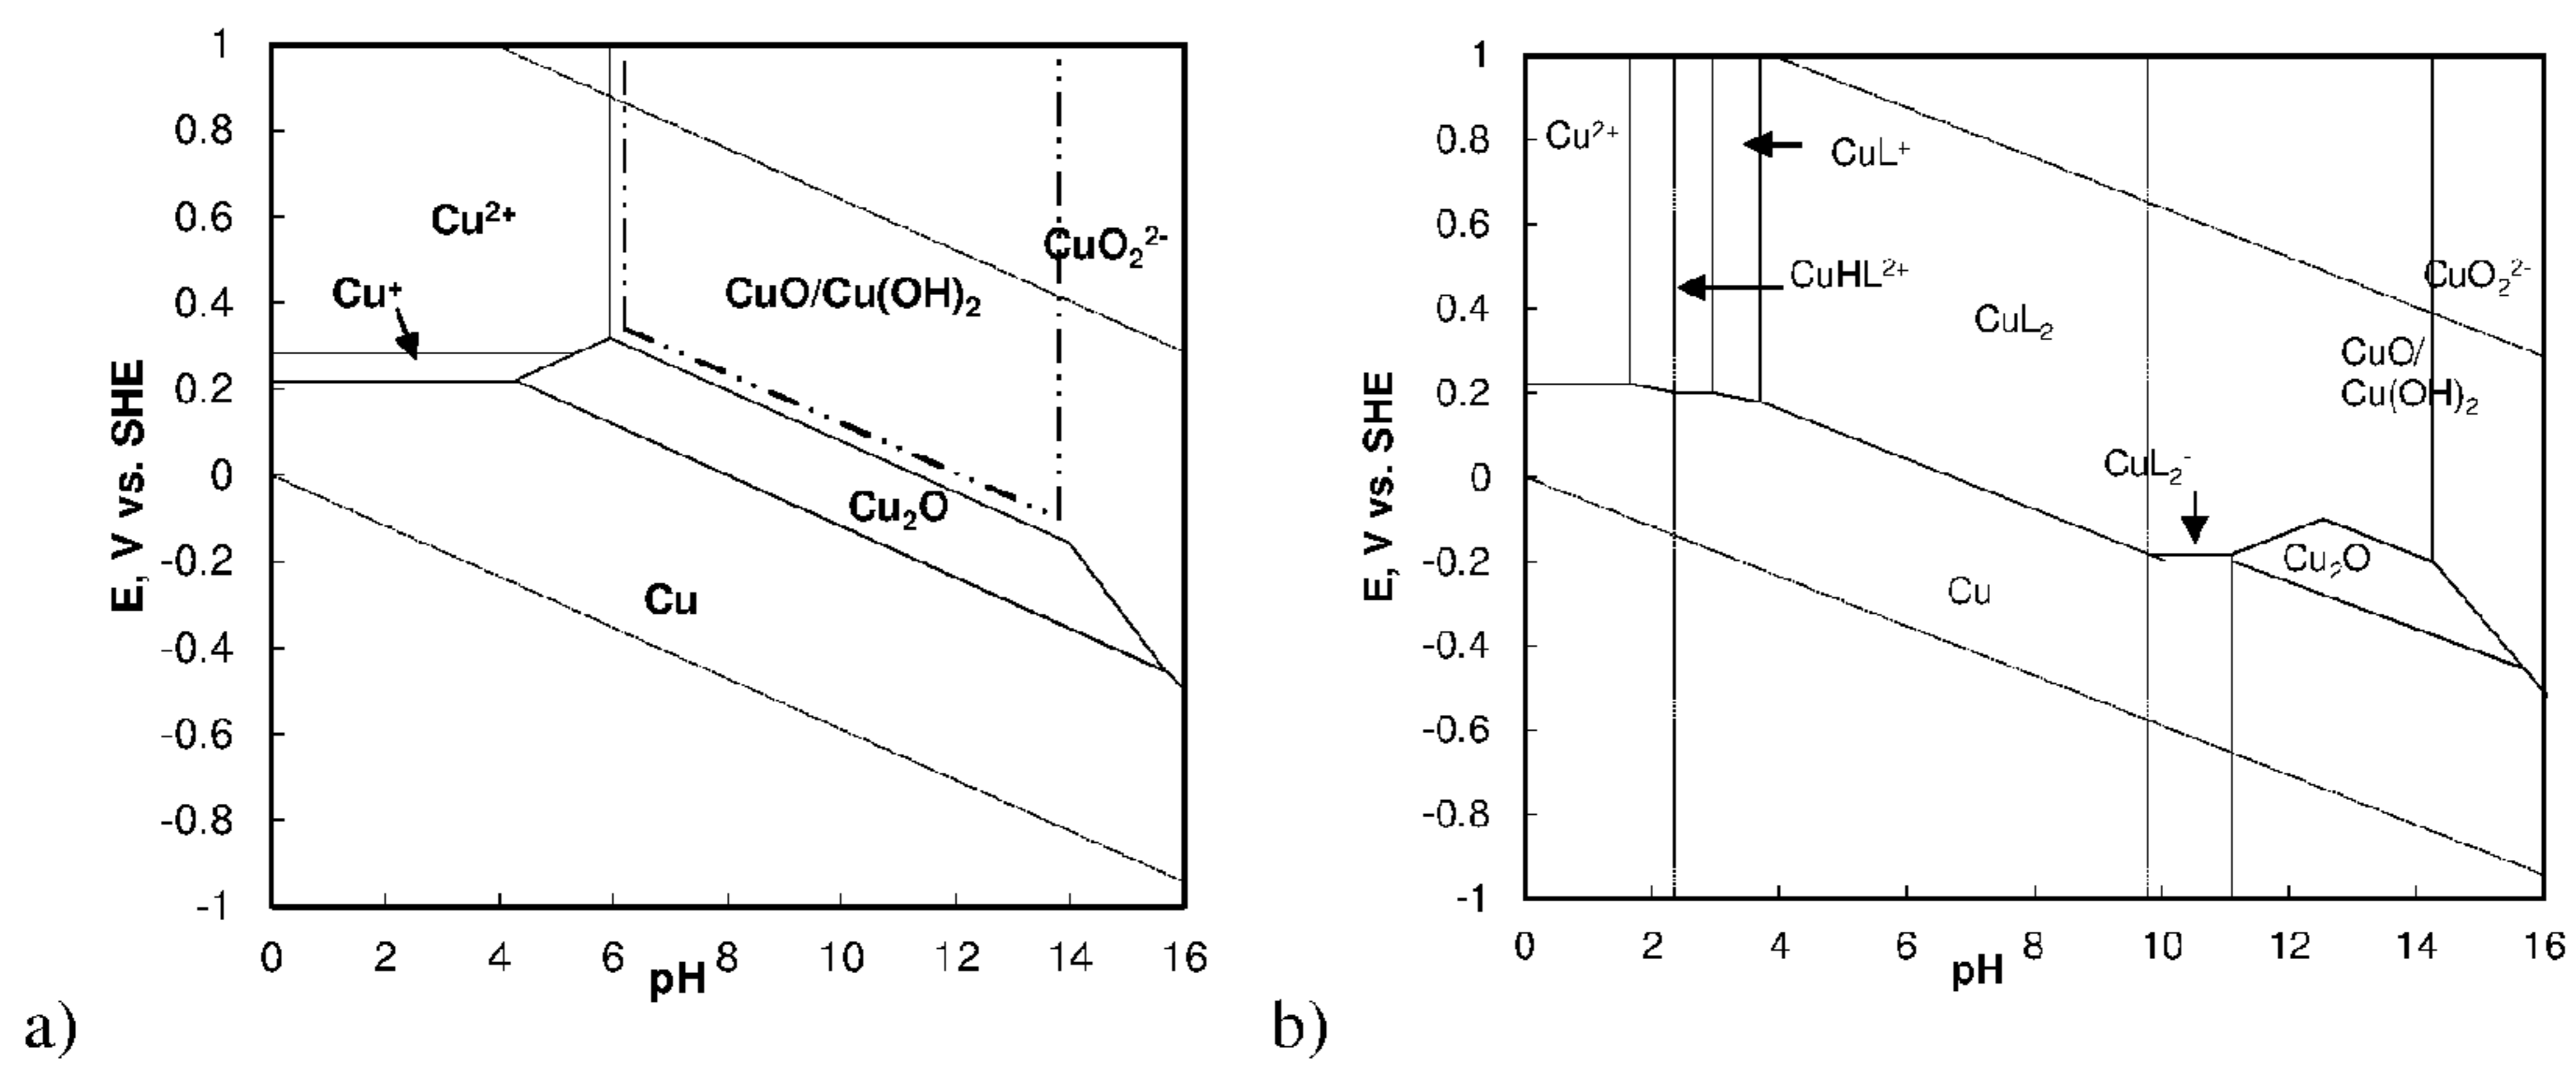 1
0.8
0.6
0.4
0.2
0
-0.2
-0.4
-0.6
-0.8
-1
E, V vs. SHE
Cu²⁺
Cu⁺
CuO/Cu(OH)₂
CuO₂²⁻
Cu₂O
Cu
0 2 4 6 8 10 12 14 16
pH
a)
1
0.8
0.6
0.4
0.2
0
-0.2
-0.4
-0.6
-0.8
-1
E, V vs. SHE
Cu²⁺
CuL⁺
CuHL²⁺
CuL₂
CuO₂²⁻
CuO/
Cu(OH)₂
CuL₂⁻
Cu₂O
Cu
0 2 4 6 8 10 12 14 16
pH
b)